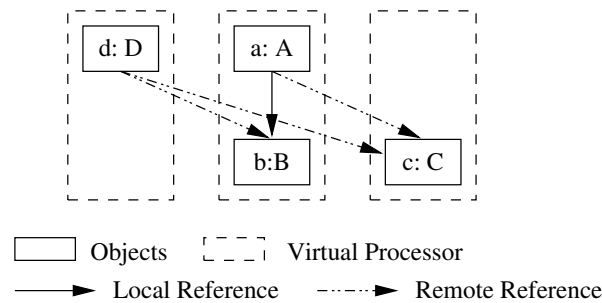 d: D
a: A
b:B
c: C
Objects
Virtual Processor
Local Reference
Remote Reference